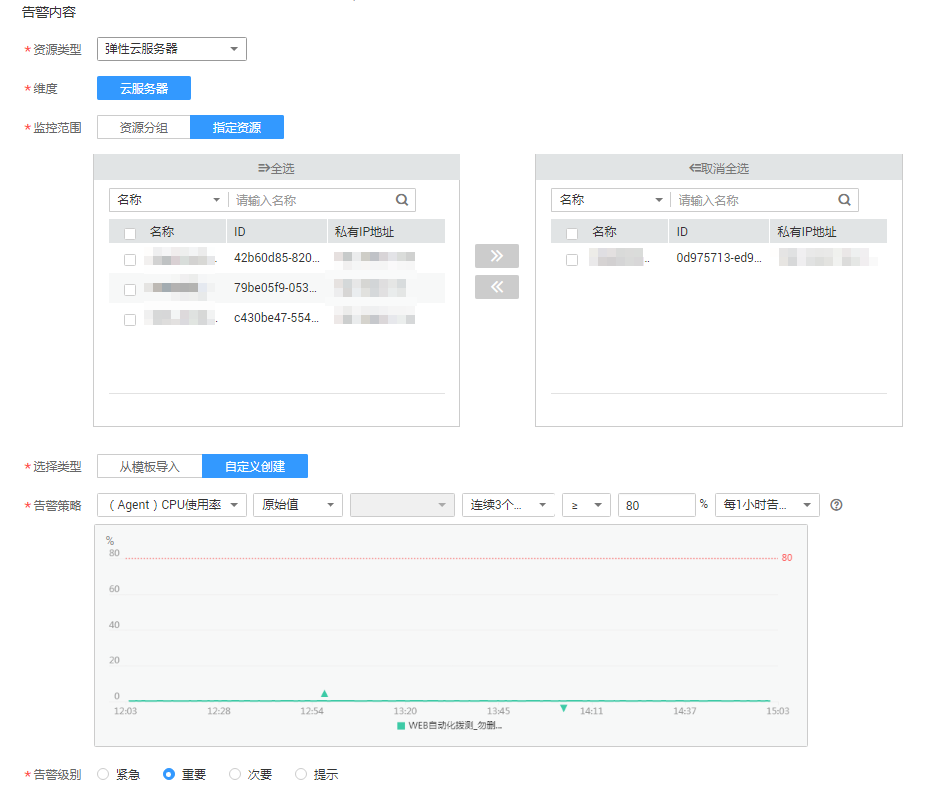 告警内容
*资源类型 弹性云服务器
*维度 云服务器
*监控范围 资源分组 指定资源
全选 取消全选
名称 请输入名称 名称 请输入名称
名称 ID 私有IP地址 名称 ID 私有IP地址
42b60d85-820... 0d975713-ed9...
79be05f9-053...
c430be47-554...
*选择类型 从模板导入 自定义创建
*告警策略 （Agent）CPU使用率 原始值 连续3个... ≥ 80 % 每1小时告...
%
80 80
60
40
20
0
12:03 12:28 12:54 13:20 13:45 14:11 14:37 15:03
WEB自动化拨测_勿删...
*告警级别 紧急 重要 次要 提示